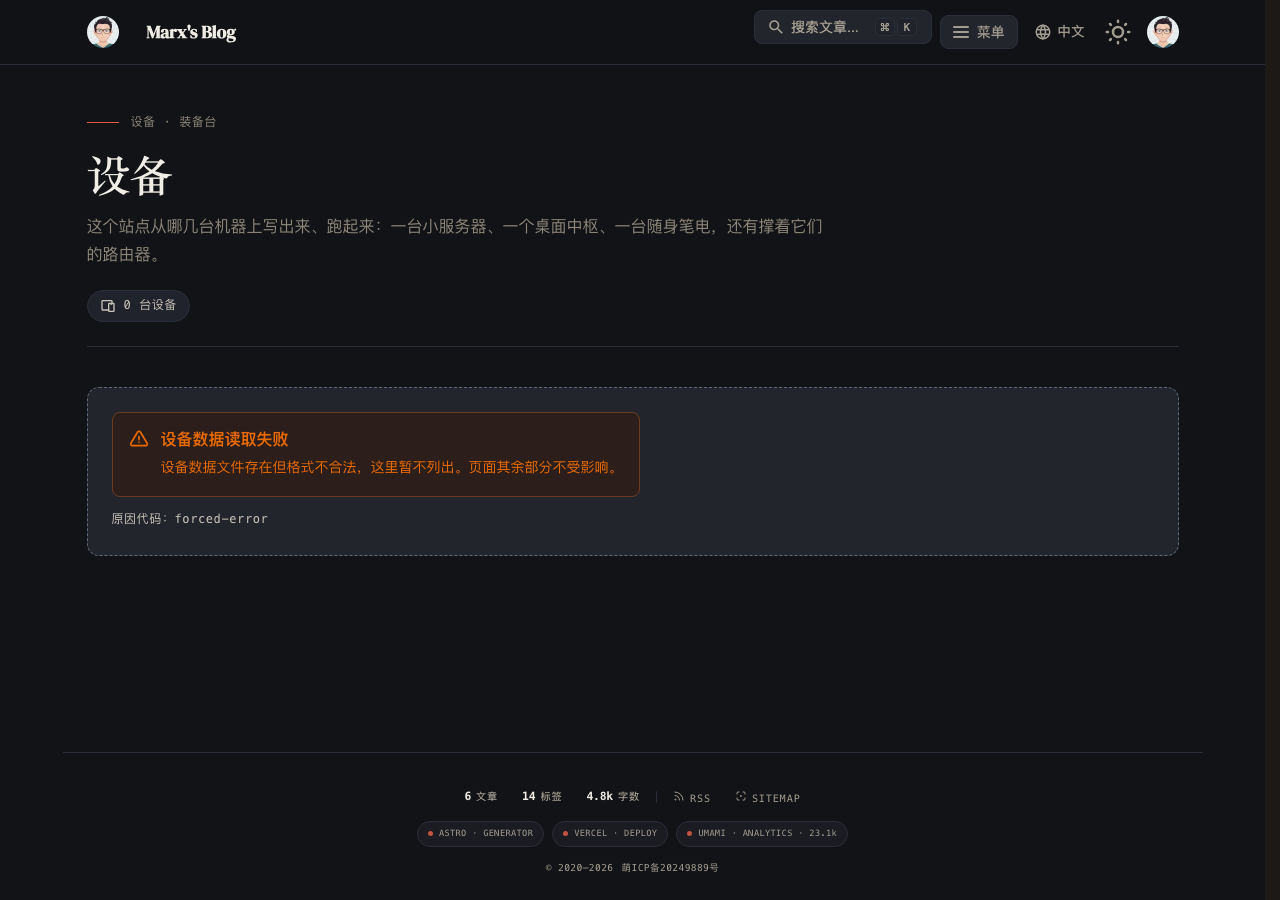 Marx's Blog
搜索文章... ⌘ K
菜单
中文
设备 · 装备台
设备
这个站点从哪几台机器上写出来、跑起来：一台小服务器、一个桌面中枢、一台随身笔电，还有撑着它们
的路由器。
0 台设备
设备数据读取失败
设备数据文件存在但格式不合法，这里暂不列出。页面其余部分不受影响。
原因代码：forced-error
6 文章 14 标签 4.8k 字数 RSS SITEMAP
ASTRO · GENERATOR VERCEL · DEPLOY UMAMI · ANALYTICS · 23.1k
© 2020—2026 萌ICP备20249889号